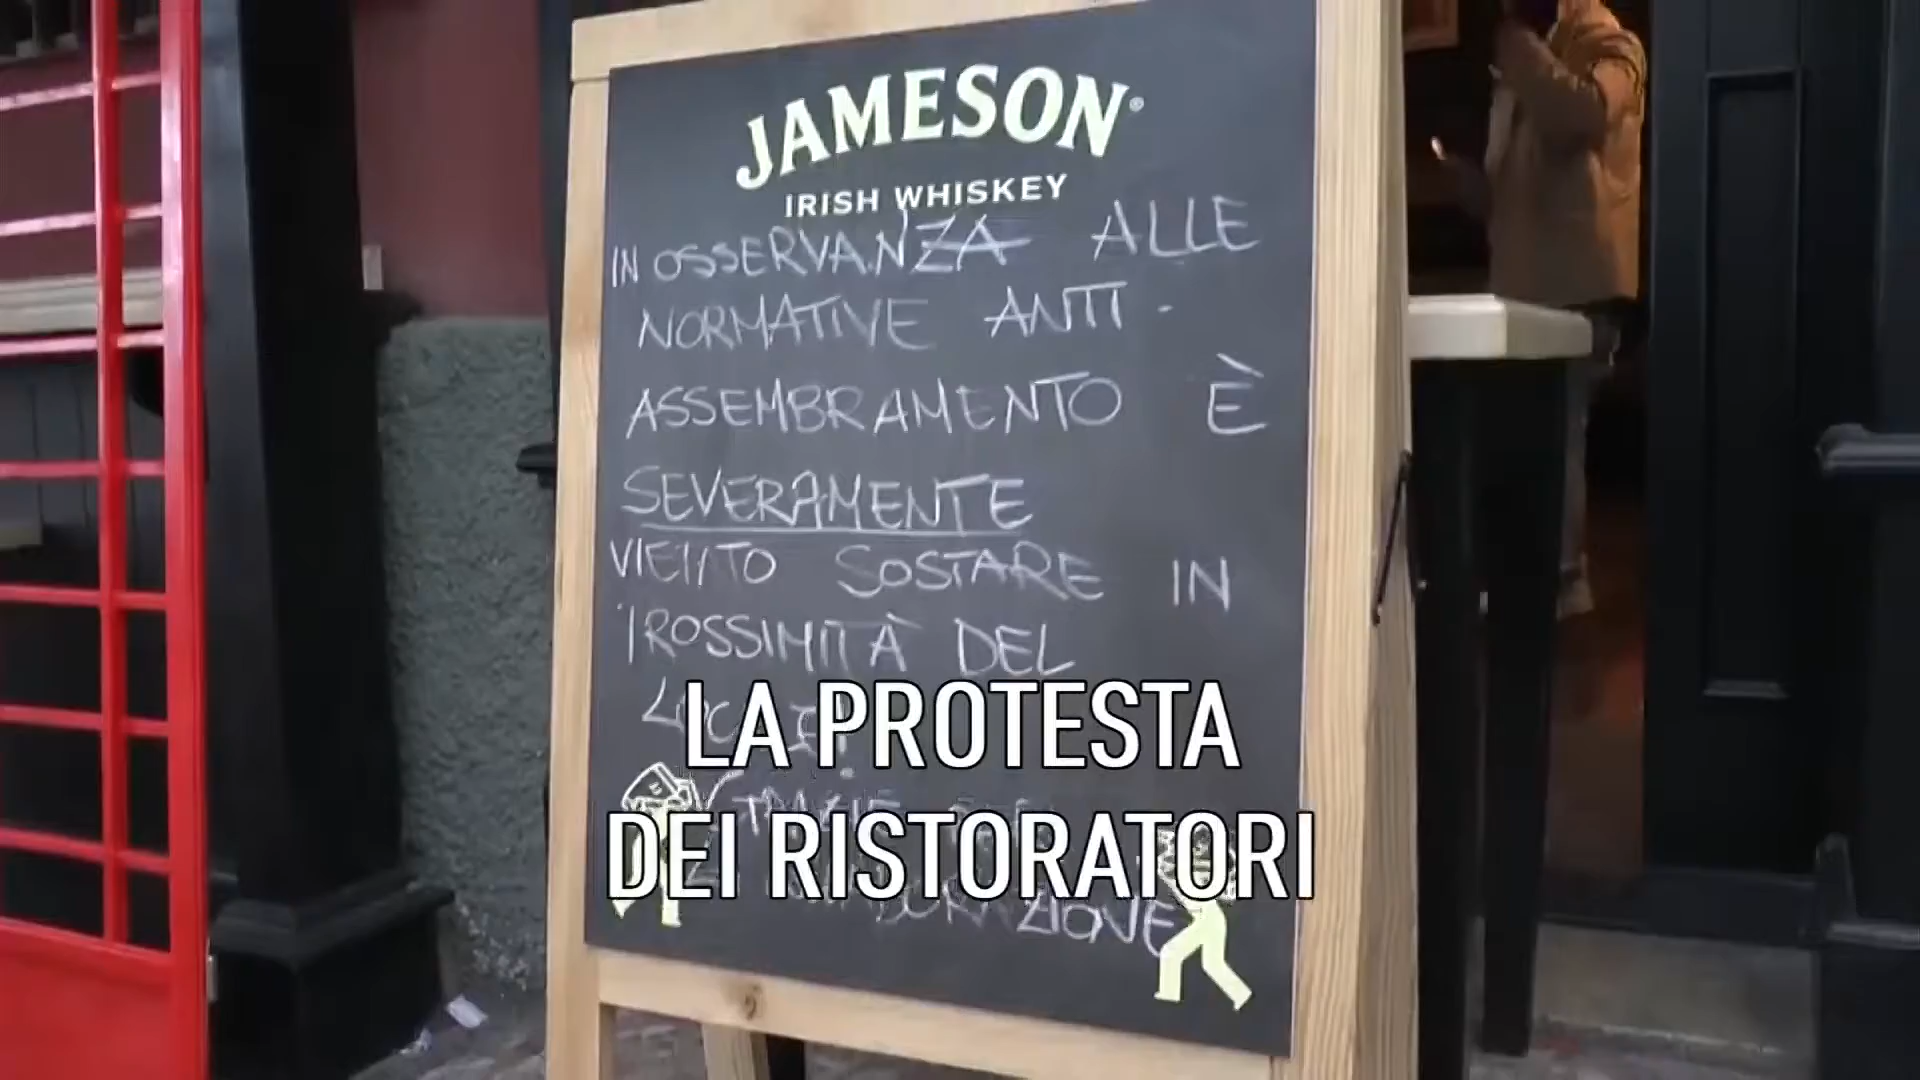 JAMESON®
IRISH WHISKEY
IN OSSERVANZA ALLE
NORMATIVE ANTI-
ASSEMBRAMENTO È
SEVERAMENTE
VIETATO SOSTARE IN
PROSSIMITÀ DEL
LA PROTESTA
DEI RISTORATORI